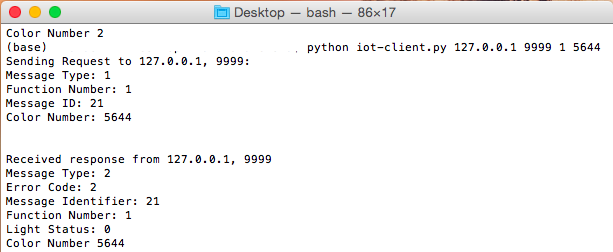 Desktop — bash — 86×17
Color Number 2
(base) python iot-client.py 127.0.0.1 9999 1 5644
Sending Request to 127.0.0.1, 9999:
Message Type: 1
Function Number: 1
Message ID: 21
Color Number: 5644
Received response from 127.0.0.1, 9999
Message Type: 2
Error Code: 2
Message Identifier: 21
Function Number: 1
Light Status: 0
Color Number 5644